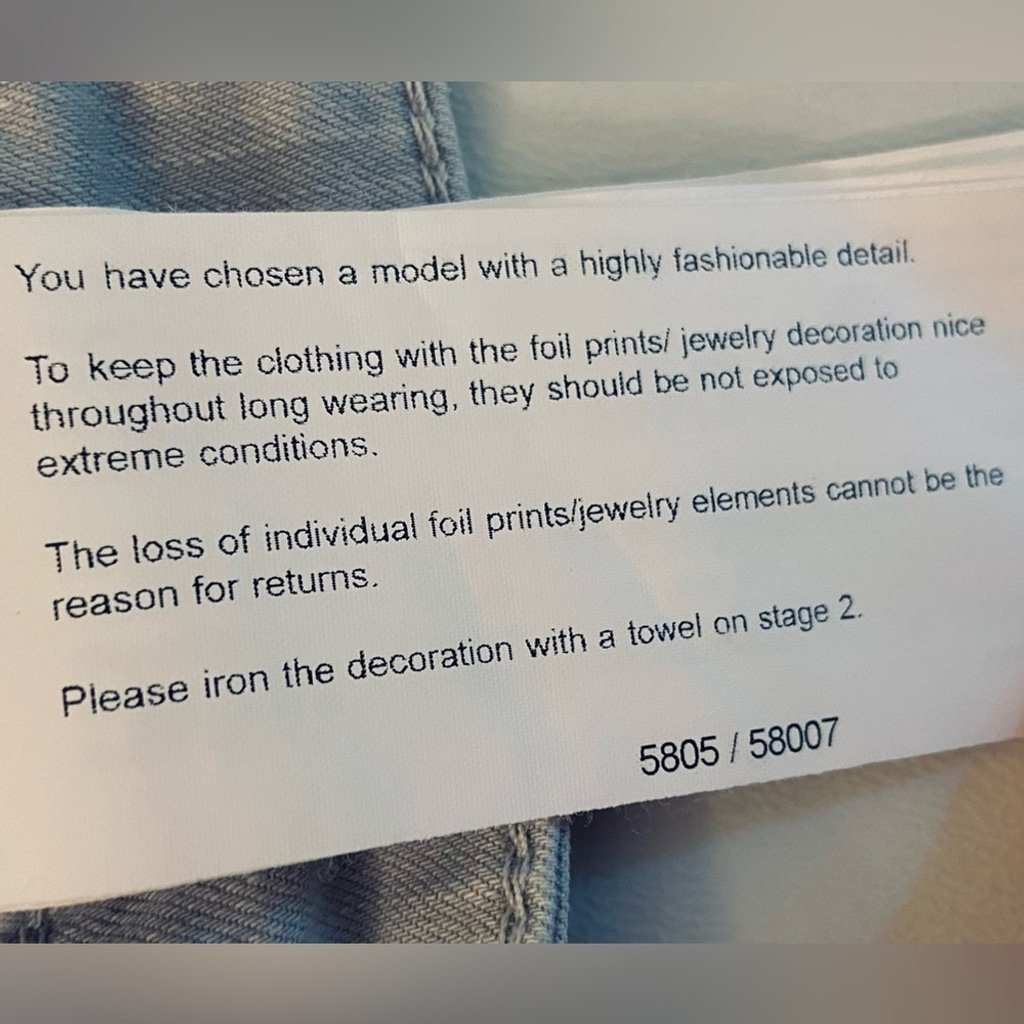 You have chosen a model with a highly fashionable detail.
To keep the clothing with the foil prints/ jewelry decoration nice
throughout long wearing, they should be not exposed to
extreme conditions.
The loss of individual foil prints/jewelry elements cannot be the
reason for returns.
Please iron the decoration with a towel on stage 2.
5805 / 58007